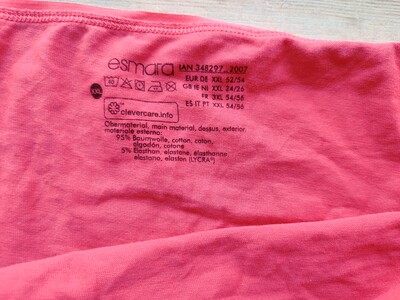 esmara IAN 348297_2007
EUR DE XXL 52/54
GB IE NI XXL 24/26
FR 3XL 54/56
ES IT PT XXL 54/56
XXL
clevercare.info
Obermaterial, main material, dessus, exterior,
materiale esterno:
95% Baumwolle, cotton, coton,
algodón, cotone
5% Elasthan, elastane, élasthanne
elastano, elastan (LYCRA®)